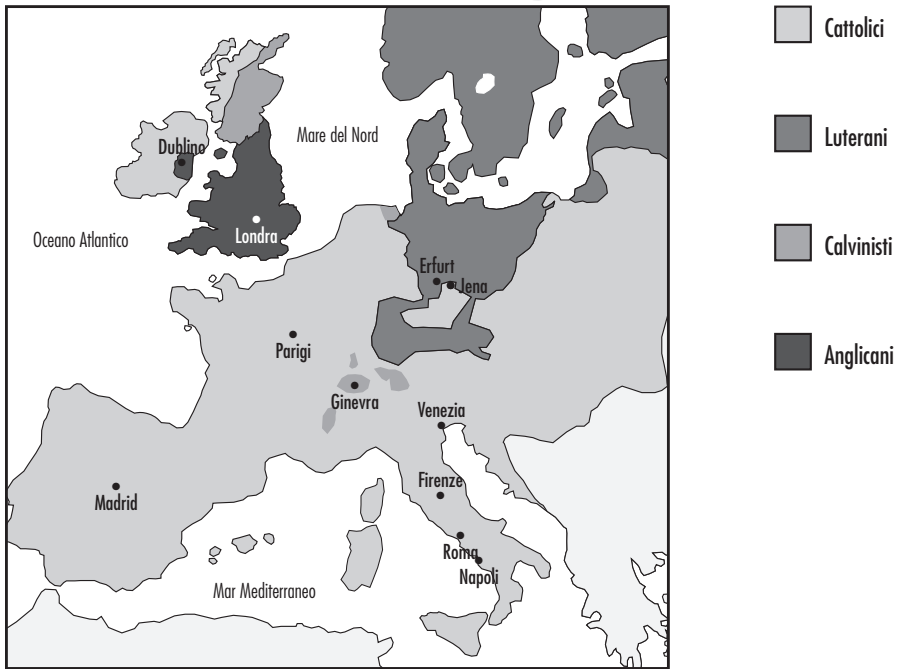 Cattolici
Luterani
Calvinisti
Anglicani
Mare del Nord
Dublino
Oceano Atlantico
Londra
Erfurt
Jena
Parigi
Ginevra
Venezia
Madrid
Firenze
Roma
Napoli
Mar Mediterraneo